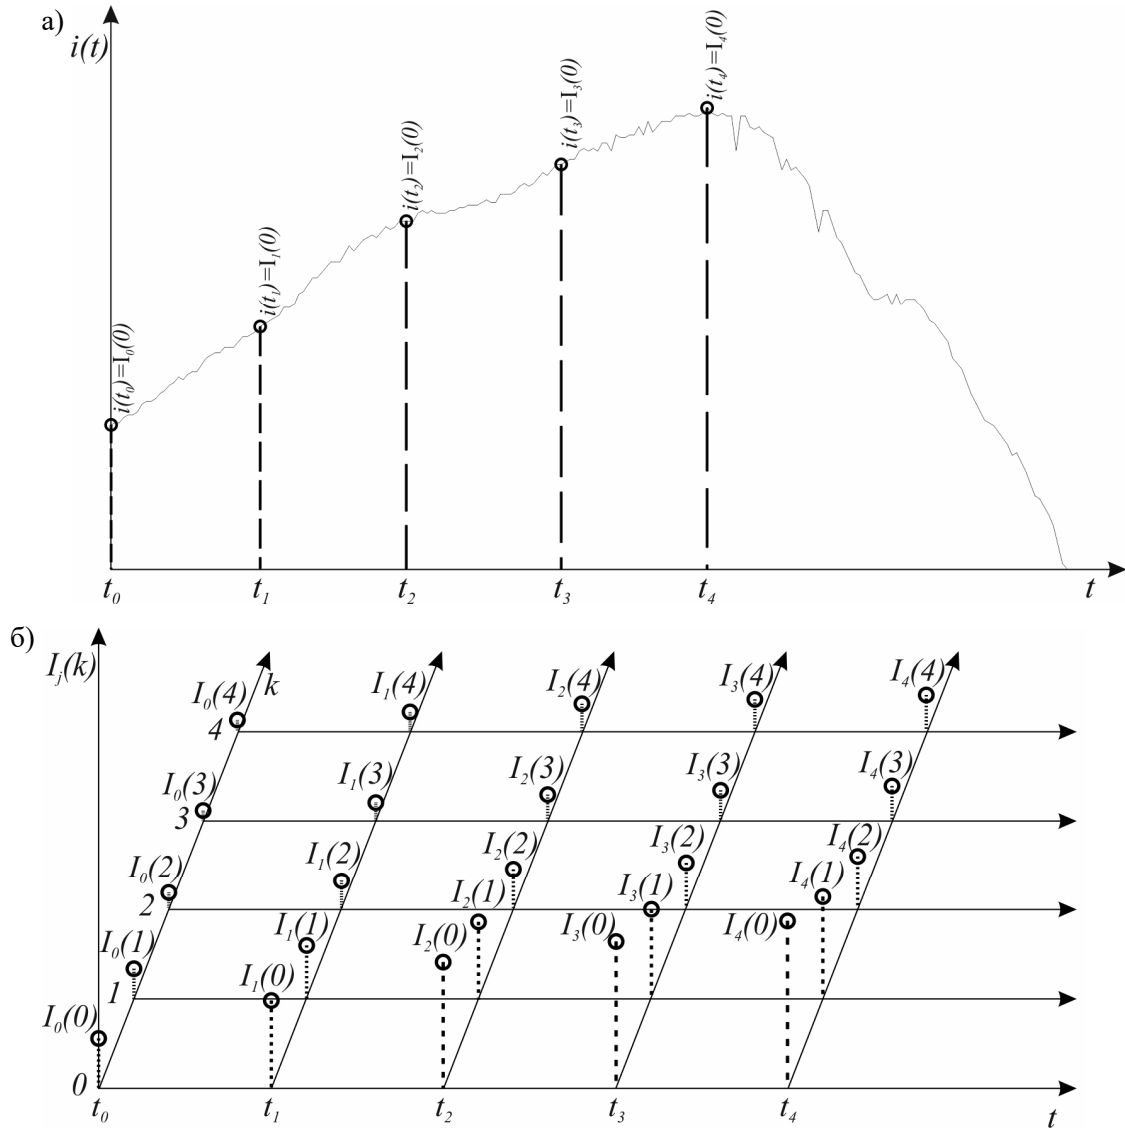 а)
i(t)
i(t₀)=I₀(0)
i(t₁)=I₁(0)
i(t₂)=I₂(0)
i(t₃)=I₃(0)
i(t₄)=I₄(0)
t₀ t₁ t₂ t₃ t₄ t
б)
Iⱼ(k)
k
I₀(4) I₁(4) I₂(4) I₃(4) I₄(4)
4
I₀(3) I₁(3) I₂(3) I₃(3) I₄(3)
3
I₀(2) I₁(2) I₂(2) I₃(2) I₄(2)
2
I₀(1) I₁(1) I₂(1) I₃(1) I₄(1)
1
I₀(0) I₁(0) I₂(0) I₃(0) I₄(0)
0
t₀ t₁ t₂ t₃ t₄ t